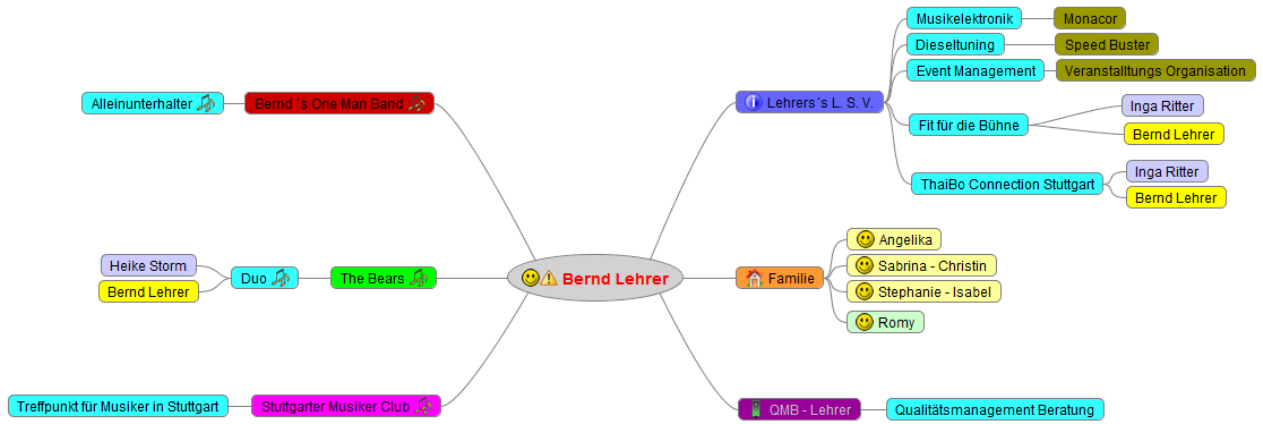 Bernd Lehrer
Bernd ´s One Man Band
Alleinunterhalter
The Bears
Duo
Heike Storm
Bernd Lehrer
Stuttgarter Musiker Club
Treffpunkt für Musiker in Stuttgart
Lehrers´s L. S. V.
Musikelektronik
Monacor
Dieseltuning
Speed Buster
Event Management
Veranstalltungs Organisation
Fit für die Bühne
Inga Ritter
Bernd Lehrer
ThaiBo Connection Stuttgart
Inga Ritter
Bernd Lehrer
Familie
Angelika
Sabrina - Christin
Stephanie - Isabel
Romy
QMB - Lehrer
Qualitätsmanagement Beratung